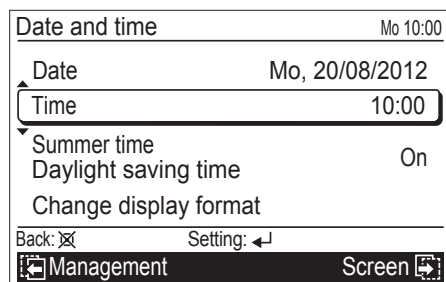 Date and time Mo 10:00
Date Mo, 20/08/2012
Time 10:00
Summer time
Daylight saving time On
Change display format
Back: Setting:
Management Screen